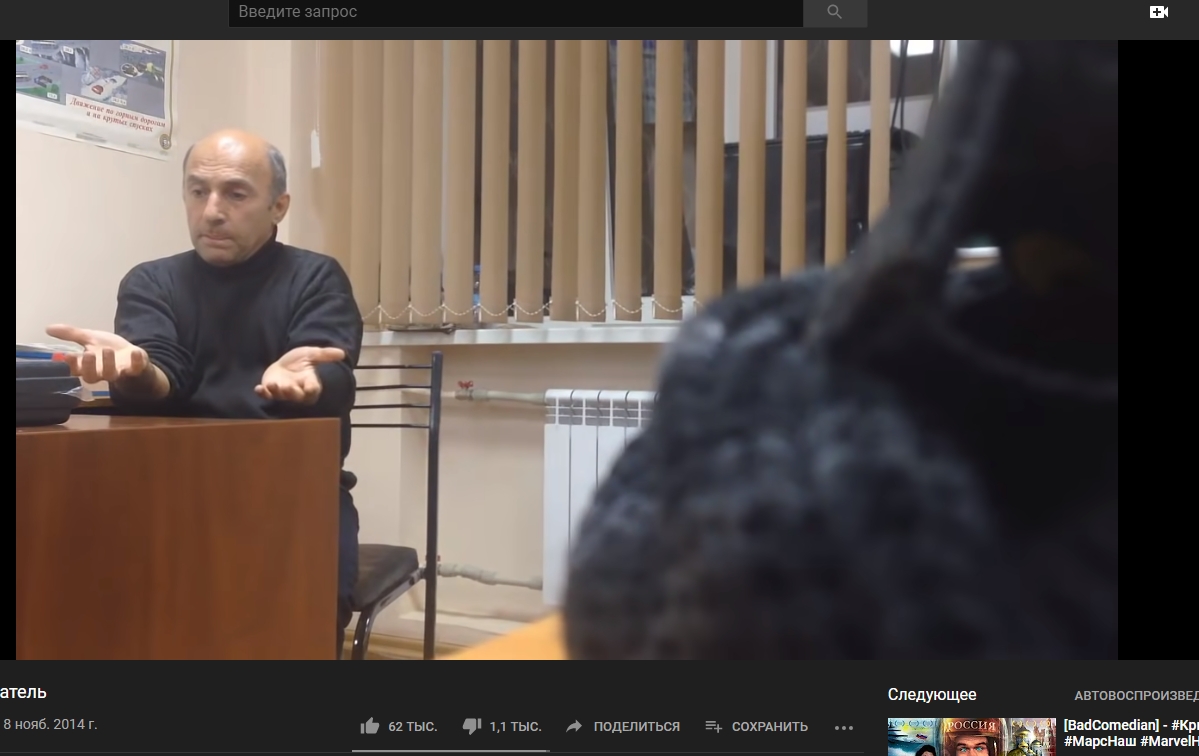 Введите запрос
Движение по горным дорогам
и на крутых спусках
атель
8 нояб. 2014 г.
62 ТЫС.
1,1 ТЫС.
ПОДЕЛИТЬСЯ
СОХРАНИТЬ
Следующее
АВТОВОСПРОИЗВЕД
РОССИЯ
[BadComedian] - #Кр
#МарсНаш #MarvelН